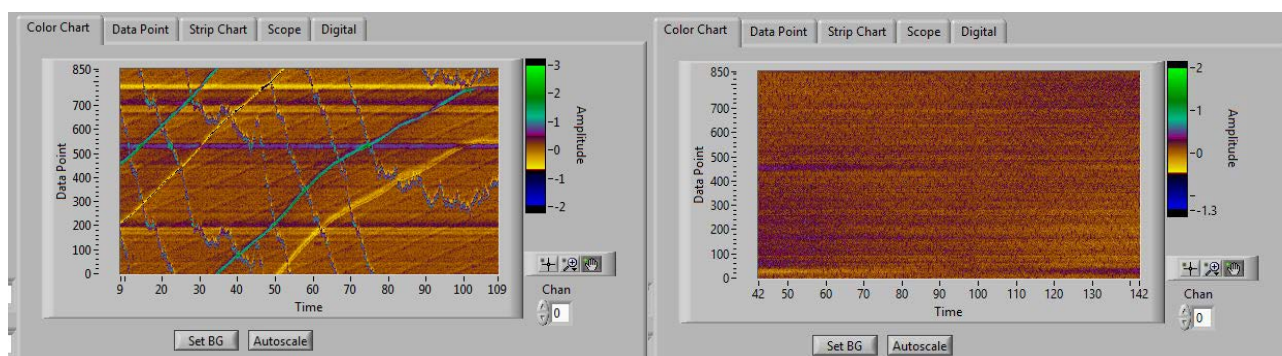 Color Chart Data Point Strip Chart Scope Digital
850
700
600
500
400
300
200
100
0
Data Point
9 20 30 40 50 60 70 80 90 100 109
Time
3
2
1
0
-1
-2
Amplitude
Chan
0
Set BG Autoscale
Color Chart Data Point Strip Chart Scope Digital
850
700
600
500
400
300
200
100
0
Data Point
42 50 60 70 80 90 100 110 120 130 142
Time
2
1
0
-1.3
Amplitude
Chan
0
Set BG Autoscale